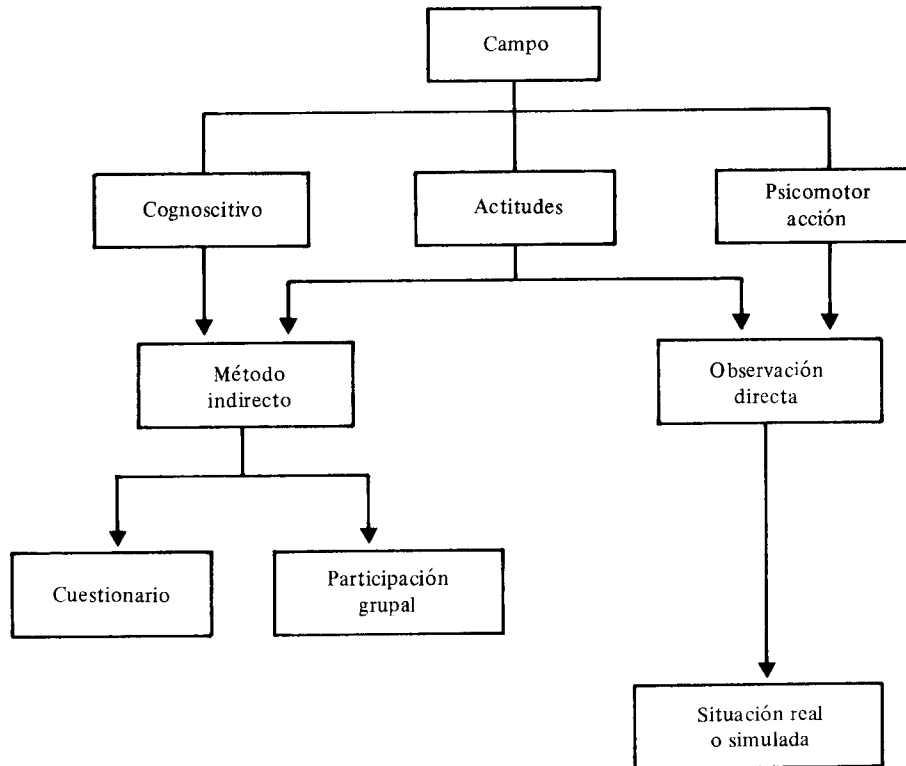 Campo
Cognoscitivo
Actitudes
Psicomotor
acción
Método
indirecto
Observación
directa
Cuestionario
Participación
grupal
Situación real
o simulada